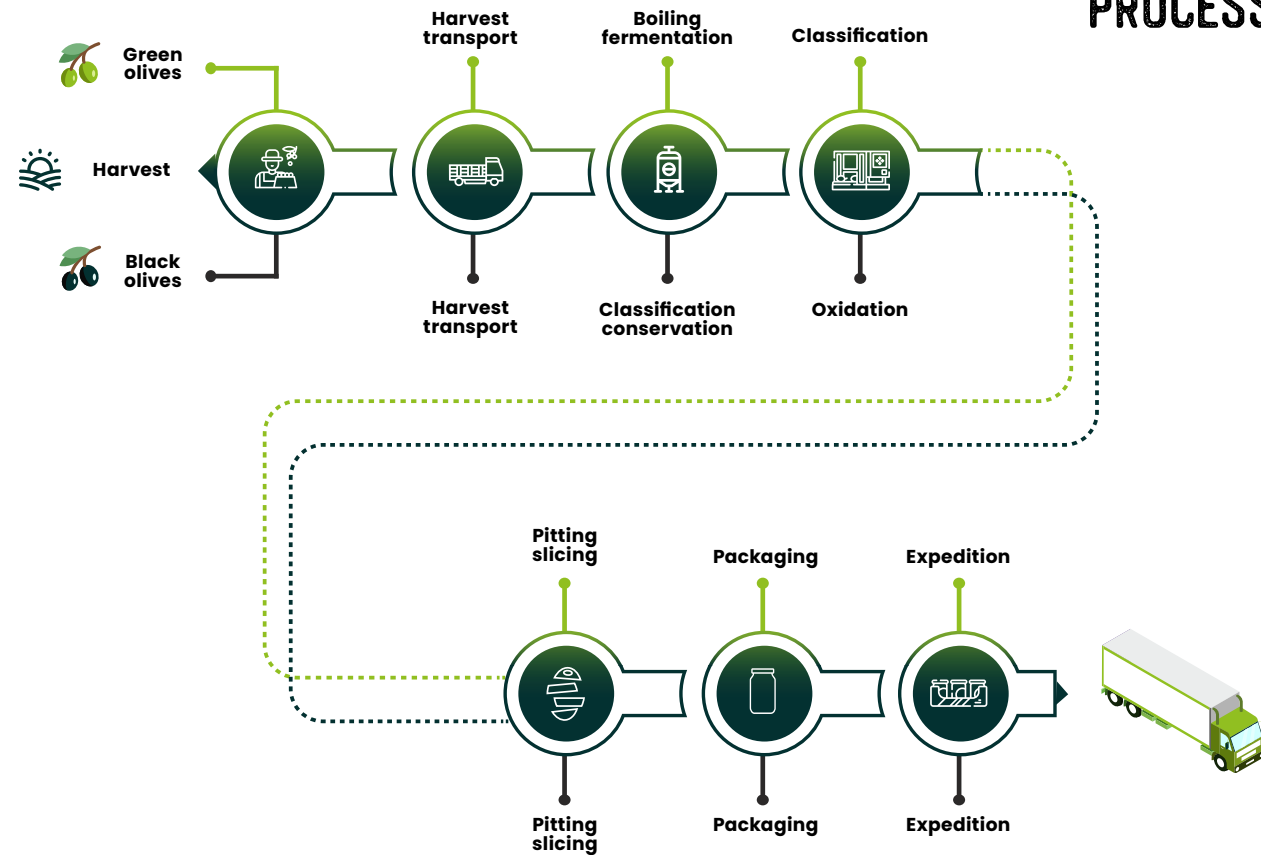 PROCESS
Harvest
transport
Boiling
fermentation
Classification
Green
olives
Harvest
Black
olives
Harvest
transport
Classification
conservation
Oxidation
Pitting
slicing
Packaging
Expedition
Pitting
slicing
Packaging
Expedition